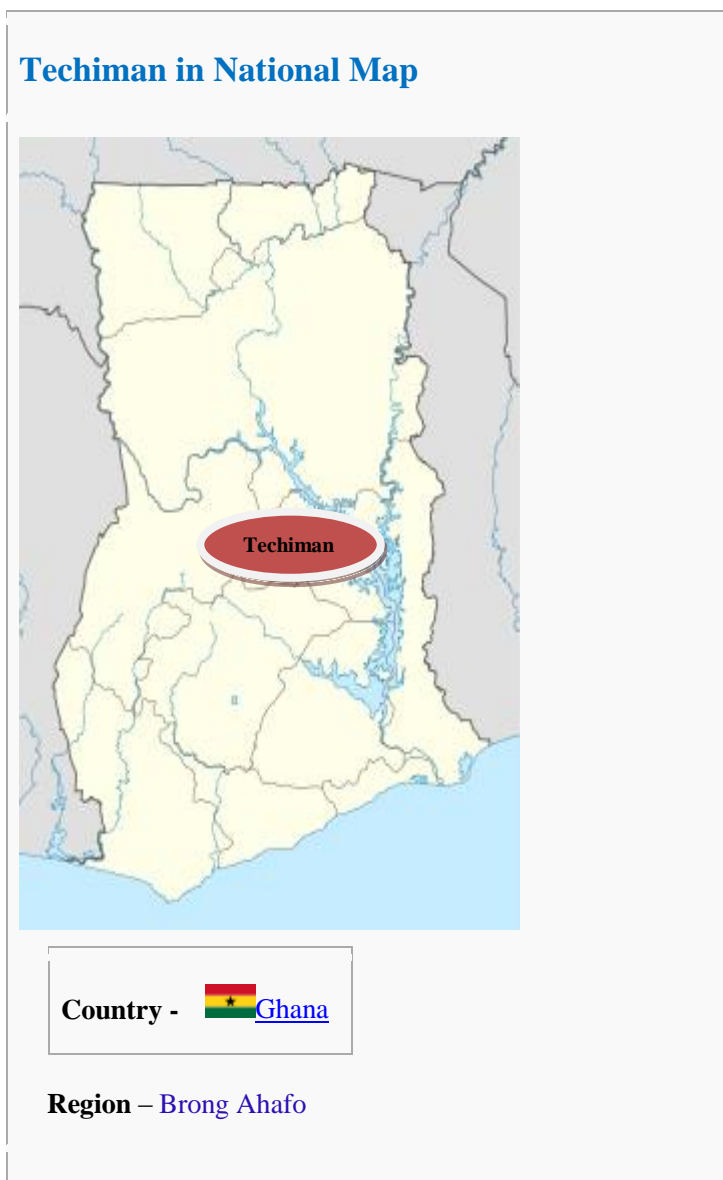 Techiman in National Map
Techiman
Country - Ghana
Region – Brong Ahafo